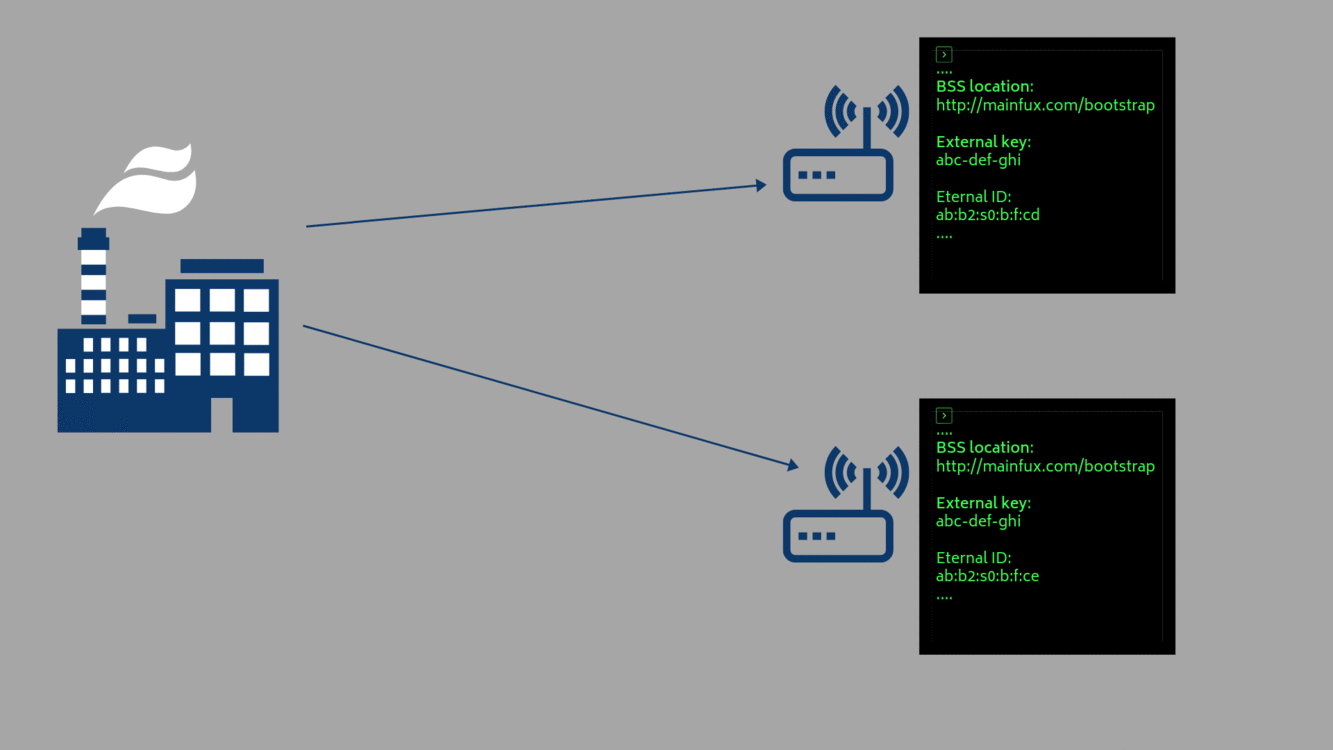 >
....
BSS location:
http://mainfux.com/bootstrap
External key:
abc-def-ghi
Eternal ID:
ab:b2:s0:b:f:cd
....
>
....
BSS location:
http://mainfux.com/bootstrap
External key:
abc-def-ghi
Eternal ID:
ab:b2:s0:b:f:ce
....